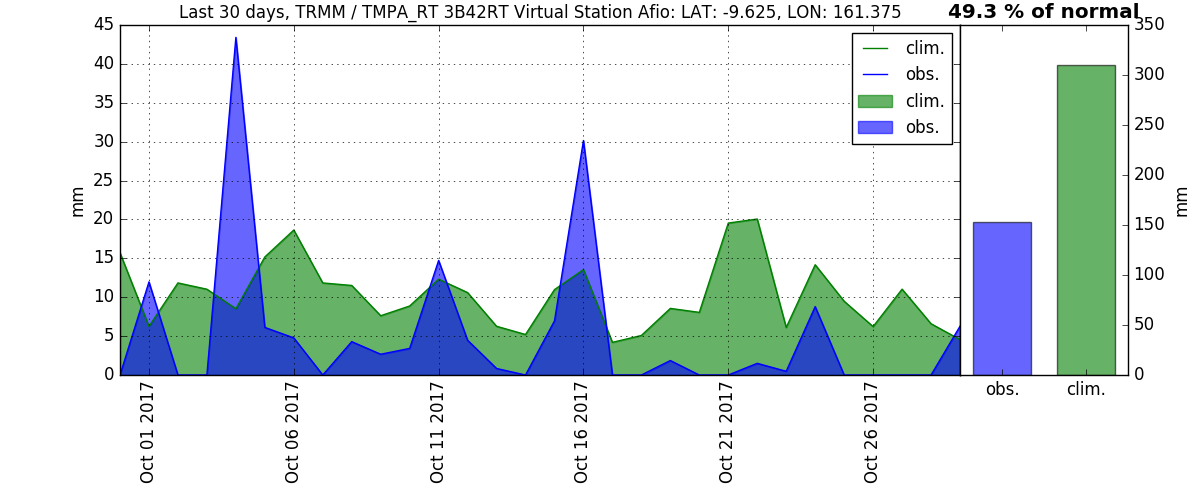 Last 30 days, TRMM / TMPA_RT 3B42RT Virtual Station Afio: LAT: -9.625, LON: 161.375
49.3 % of normal
45
40
35
30
25
20
15
10
5
0
mm
clim.
obs.
clim.
obs.
350
300
250
200
150
100
50
0
mm
obs.
clim.
Oct 01 2017
Oct 06 2017
Oct 11 2017
Oct 16 2017
Oct 21 2017
Oct 26 2017